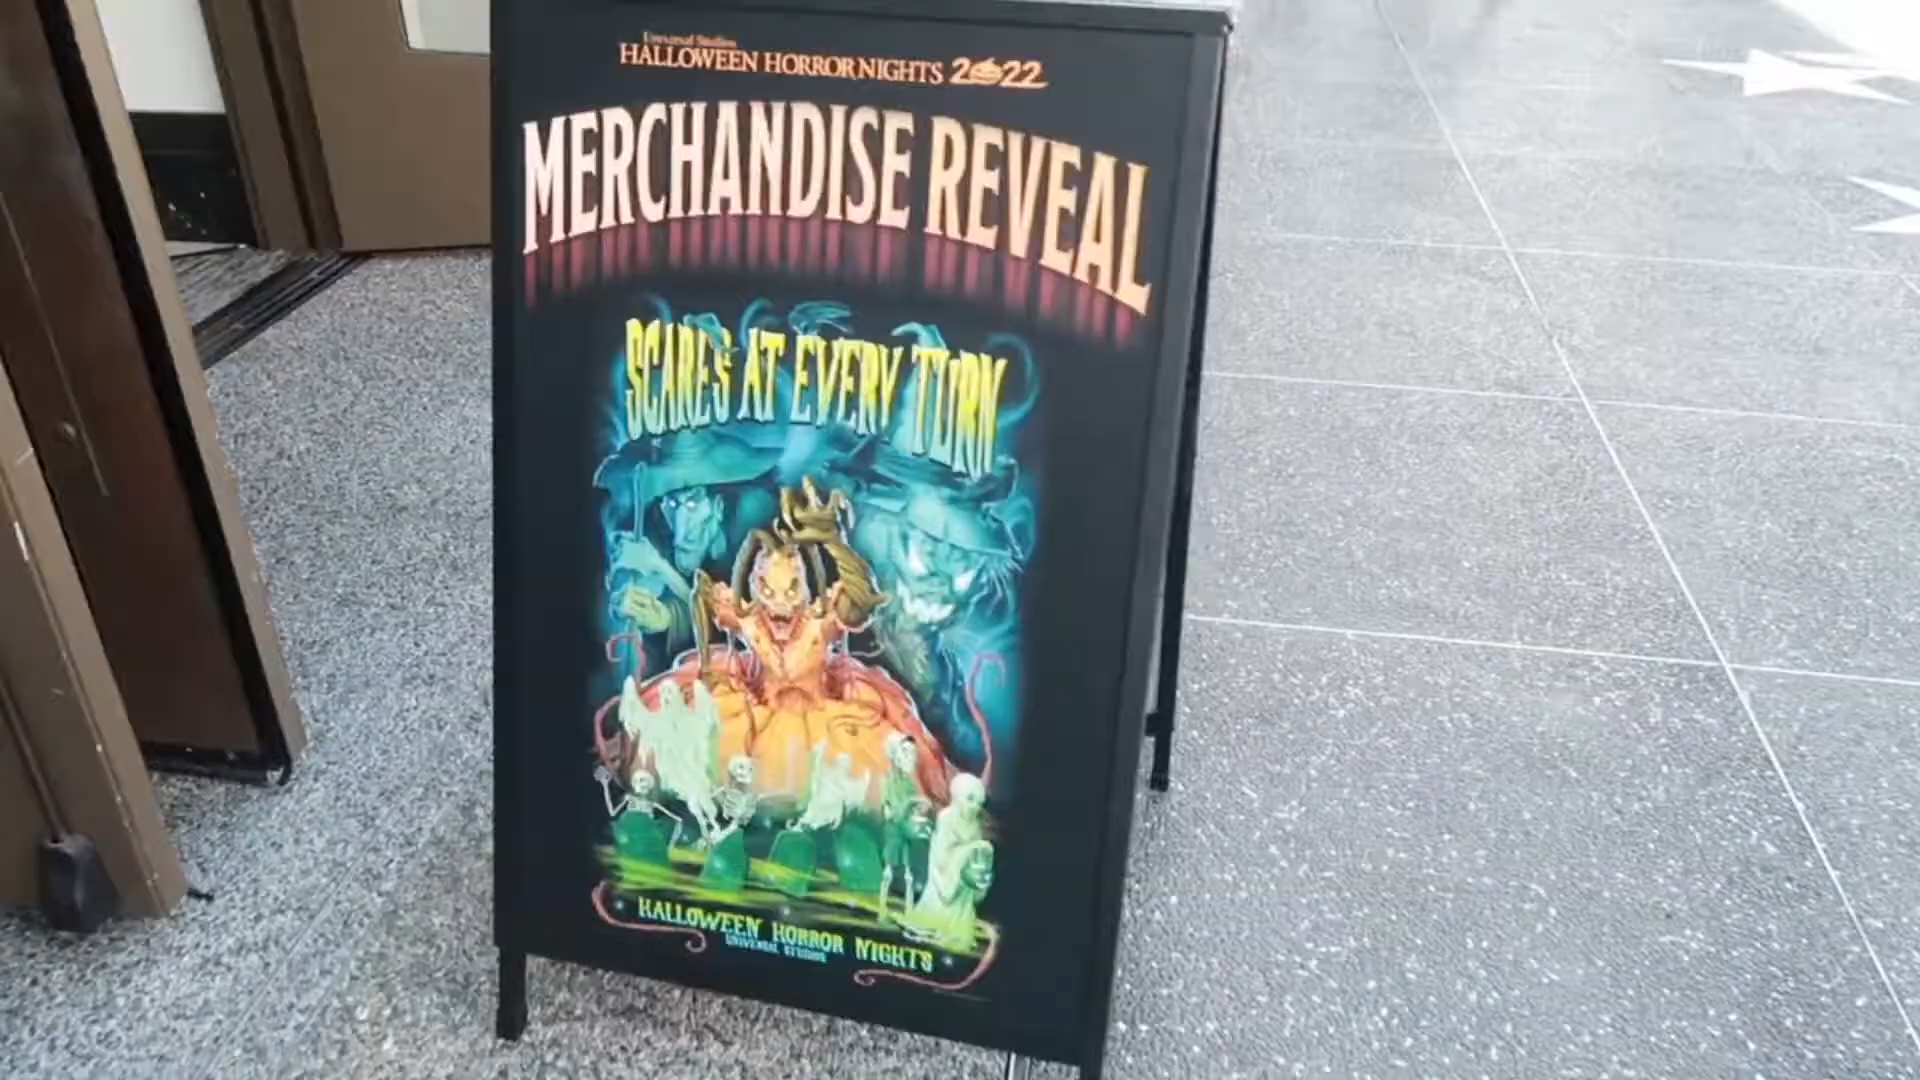 Universal Studios
HALLOWEEN HORROR NIGHTS 2022
MERCHANDISE REVEAL
SCARES AT EVERY TURN
HALLOWEEN HORROR NIGHTS
UNIVERSAL STUDIOS